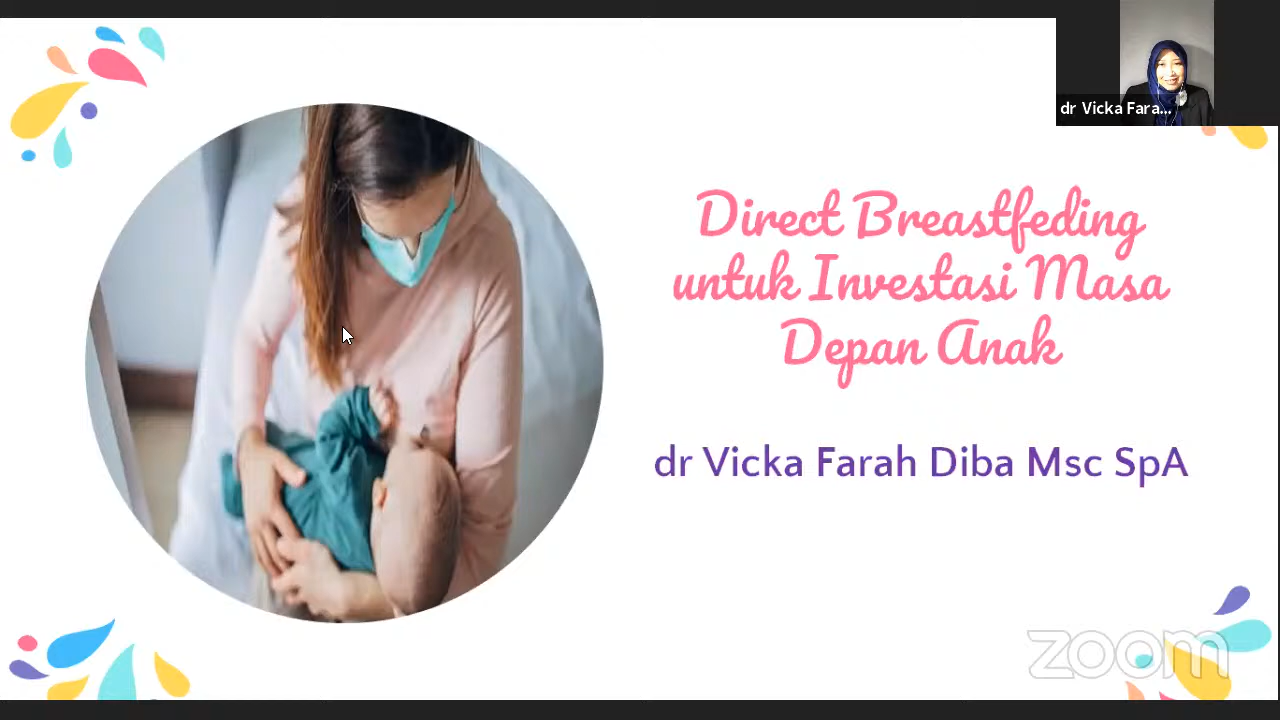 dr Vicka Fara...
Direct Breastfeding
untuk Investasi Masa
Depan Anak
dr Vicka Farah Diba Msc SpA
zoom